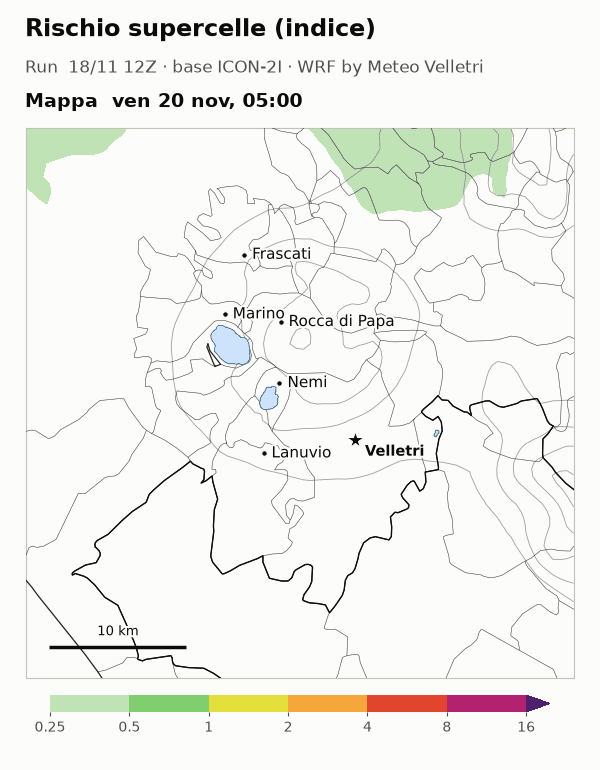 Rischio supercelle (indice)
Run  18/11 12Z · base ICON-2I · WRF by Meteo Velletri
Mappa  ven 20 nov, 05:00
Frascati
Marino
Rocca di Papa
Nemi
Velletri
Lanuvio
10 km
0.25 0.5 1 2 4 8 16